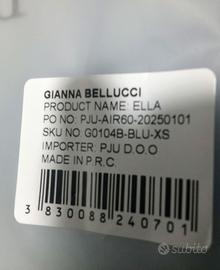 GIANNA BELLUCCI
PRODUCT NAME: ELLA
PO NO: PJU-AIR60-20250101
SKU NO. G0104B-BLU-XS
IMPORTER: PJU D.O.O
MADE IN P.R.C.
3 830088 240701
subito